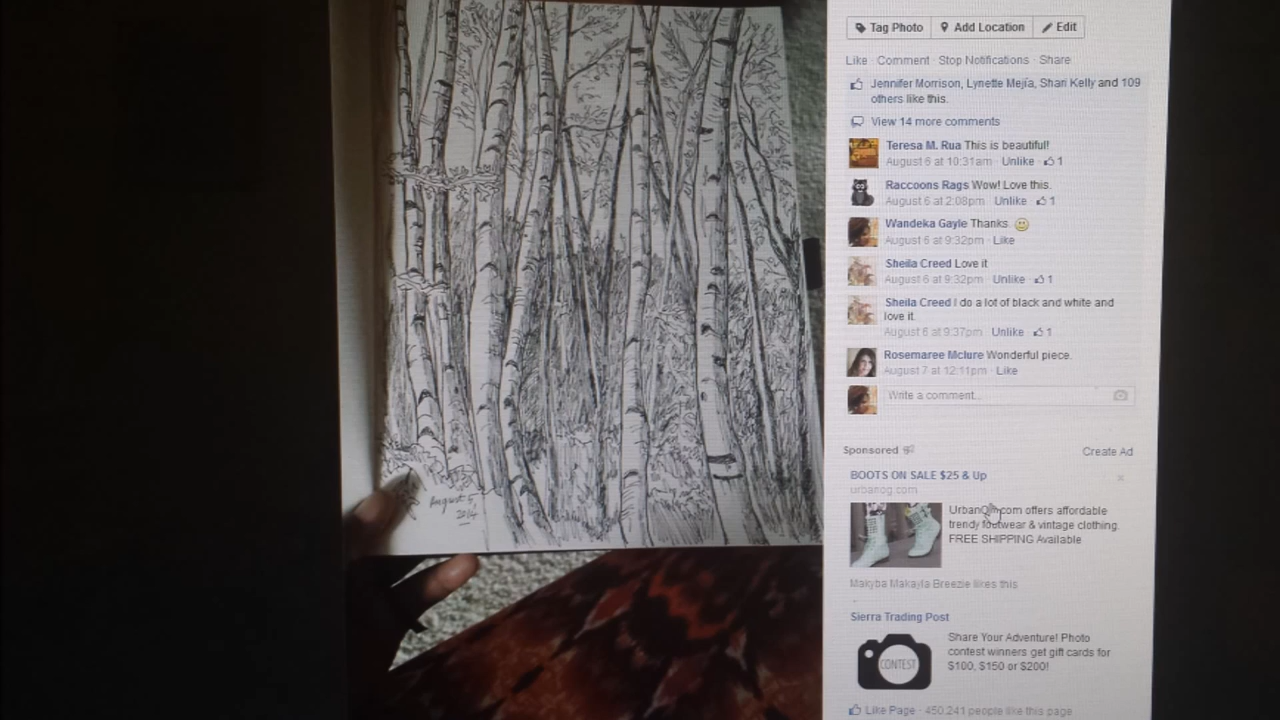 August 5,
2014
Tag Photo Add Location Edit
Like · Comment · Stop Notifications · Share
Jennifer Morrison, Lynette Mejía, Shari Kelly and 109
others like this.
View 14 more comments
Teresa M. Rua This is beautiful!
August 6 at 10:31am · Unlike · 1
Raccoons Rags Wow! Love this.
August 6 at 2:08pm · Unlike · 1
Wandeka Gayle Thanks.
August 6 at 9:32pm · Like
Sheila Creed Love it
August 6 at 9:32pm · Unlike · 1
Sheila Creed I do a lot of black and white and
love it.
August 6 at 9:37pm · Unlike · 1
Rosemaree Mclure Wonderful piece.
August 7 at 12:11pm · Like
Write a comment...
Sponsored Create Ad
BOOTS ON SALE $25 & Up
urbanog.com
UrbanOG.com offers affordable
trendy footwear & vintage clothing.
FREE SHIPPING Available
Makyba Makayla Breezie likes this
Sierra Trading Post
CONTEST
Share Your Adventure! Photo
contest winners get gift cards for
$100, $150 or $200!
Like Page · 450,241 people like this page